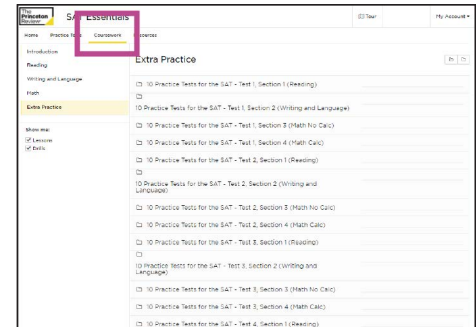 The
Princeton
Review
SAT Essentials
Tour
My Account
Home
Practice Tests
Coursework
Resources
Introduction
Reading
Writing and Language
Math
Extra Practice
Show me:
Lessons
Drills
Extra Practice
10 Practice Tests for the SAT - Test 1, Section 1 (Reading)
10 Practice Tests for the SAT - Test 1, Section 2 (Writing and Language)
10 Practice Tests for the SAT - Test 1, Section 3 (Math No Calc)
10 Practice Tests for the SAT - Test 1, Section 4 (Math Calc)
10 Practice Tests for the SAT - Test 2, Section 1 (Reading)
10 Practice Tests for the SAT - Test 2, Section 2 (Writing and
Language)
10 Practice Tests for the SAT - Test 2, Section 3 (Math No Calc)
10 Practice Tests for the SAT - Test 2, Section 4 (Math Calc)
10 Practice Tests for the SAT - Test 3, Section 1 (Reading)
10 Practice Tests for the SAT - Test 3, Section 2 (Writing and
Language)
10 Practice Tests for the SAT - Test 3, Section 3 (Math No Calc)
10 Practice Tests for the SAT - Test 3, Section 4 (Math Calc)
10 Practice Tests for the SAT - Test 4, Section 1 (Reading)